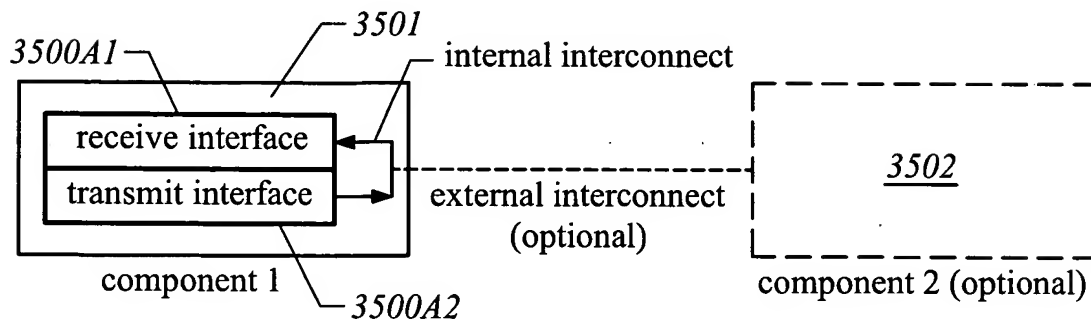 3501
3500A1
internal interconnect
receive interface
transmit interface
3502
external interconnect
(optional)
component 1
component 2 (optional)
3500A2